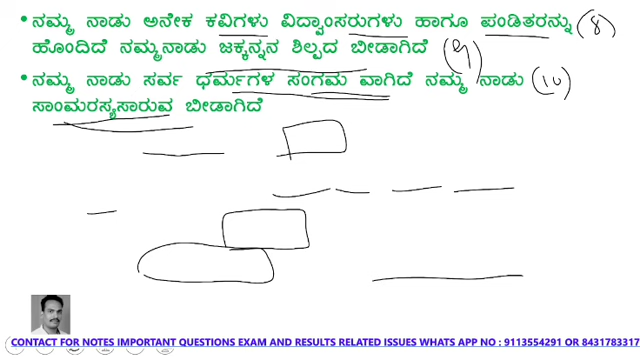 • ನಮ್ಮ ನಾಡು ಅನೇಕ ಕವಿಗಳು ವಿದ್ವಾಂಸರುಗಳು ಹಾಗೂ ಪಂಡಿತರನ್ನು (8)
ಹೊಂದಿದೆ ನಮ್ಮನಾಡು ಜಕ್ಕನ್ನನ ಶಿಲ್ಪದ ಬೀಡಾಗಿದೆ (9)
• ನಮ್ಮ ನಾಡು ಸರ್ವ ಧರ್ಮಗಳ ಸಂಗಮ ವಾಗಿದೆ ನಮ್ಮ ನಾಡು (10)
ಸಾಂಮರಸ್ಯಸಾರುವ ಬೀಡಾಗಿದೆ
CONTACT FOR NOTES IMPORTANT QUESTIONS EXAM AND RESULTS RELATED ISSUES WHATS APP NO : 9113554291 OR 8431783317